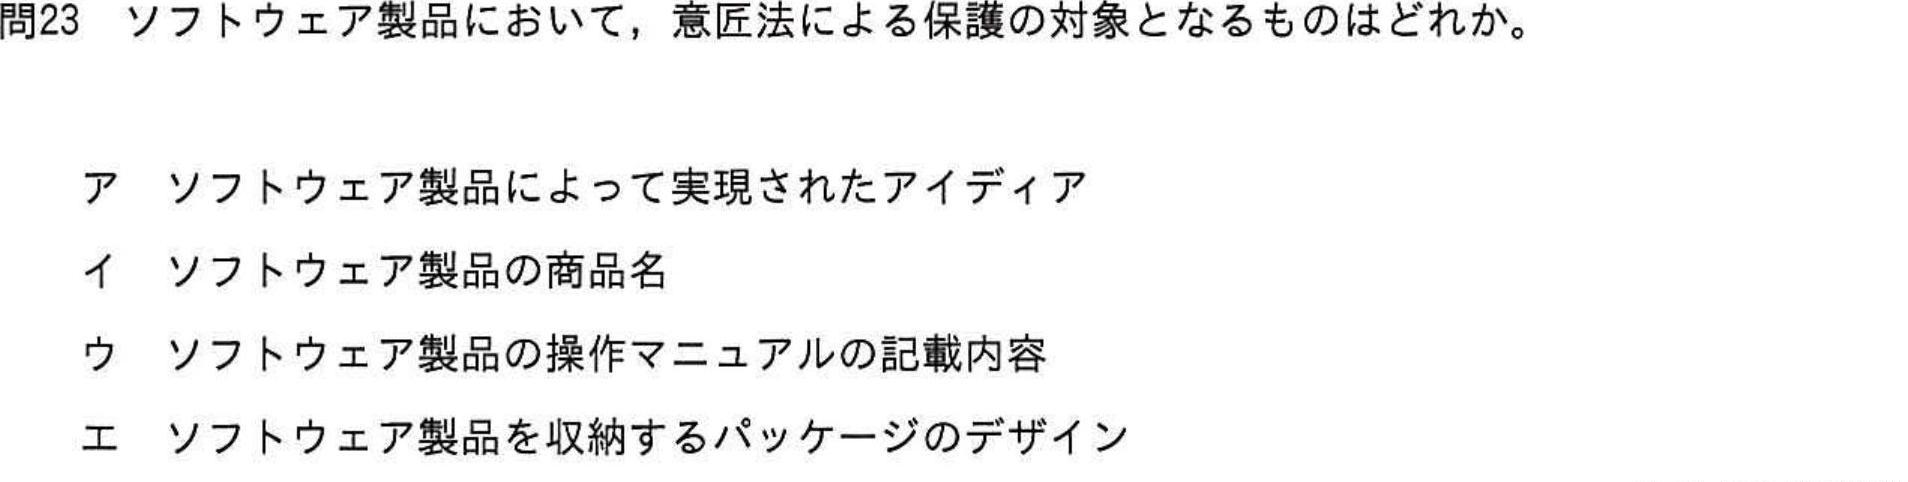 問23　ソフトウェア製品において，意匠法による保護の対象となるものはどれか。
ア　ソフトウェア製品によって実現されたアイディア
イ　ソフトウェア製品の商品名
ウ　ソフトウェア製品の操作マニュアルの記載内容
エ　ソフトウェア製品を収納するパッケージのデザイン